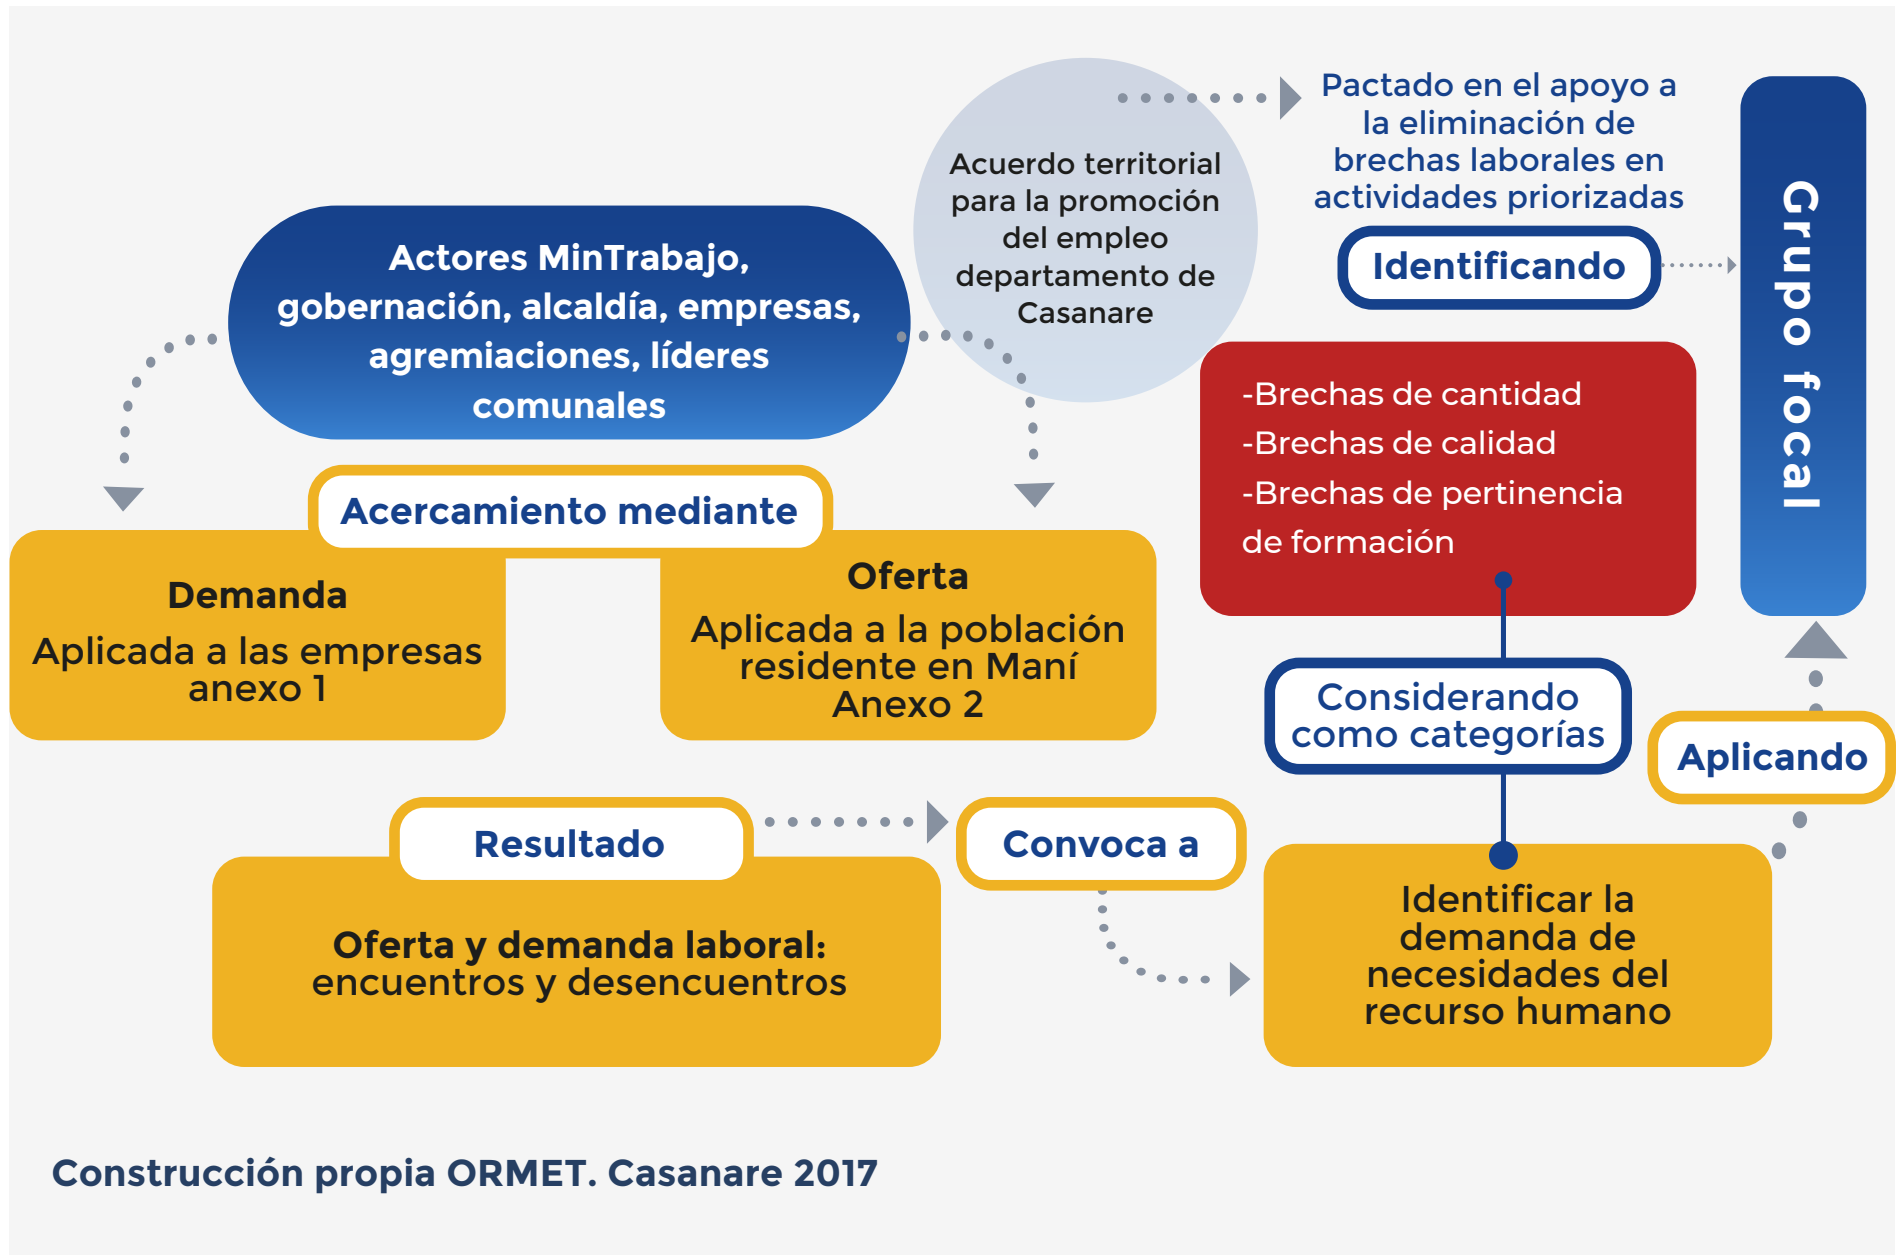 Actores MinTrabajo,
gobernación, alcaldía, empresas,
agremiaciones, líderes
comunales
Acuerdo territorial
para la promoción
del empleo
departamento de
Casanare
Pactado en el apoyo a
la eliminación de
brechas laborales en
actividades priorizadas
Identificando
Grupo focal
-Brechas de cantidad
-Brechas de calidad
-Brechas de pertinencia
de formación
Acercamiento mediante
Demanda
Aplicada a las empresas
anexo 1
Oferta
Aplicada a la población
residente en Maní
Anexo 2
Considerando
como categorías
Aplicando
Resultado
Convoca a
Oferta y demanda laboral:
encuentros y desencuentros
Identificar la
demanda de
necesidades del
recurso humano
Construcción propia ORMET. Casanare 2017